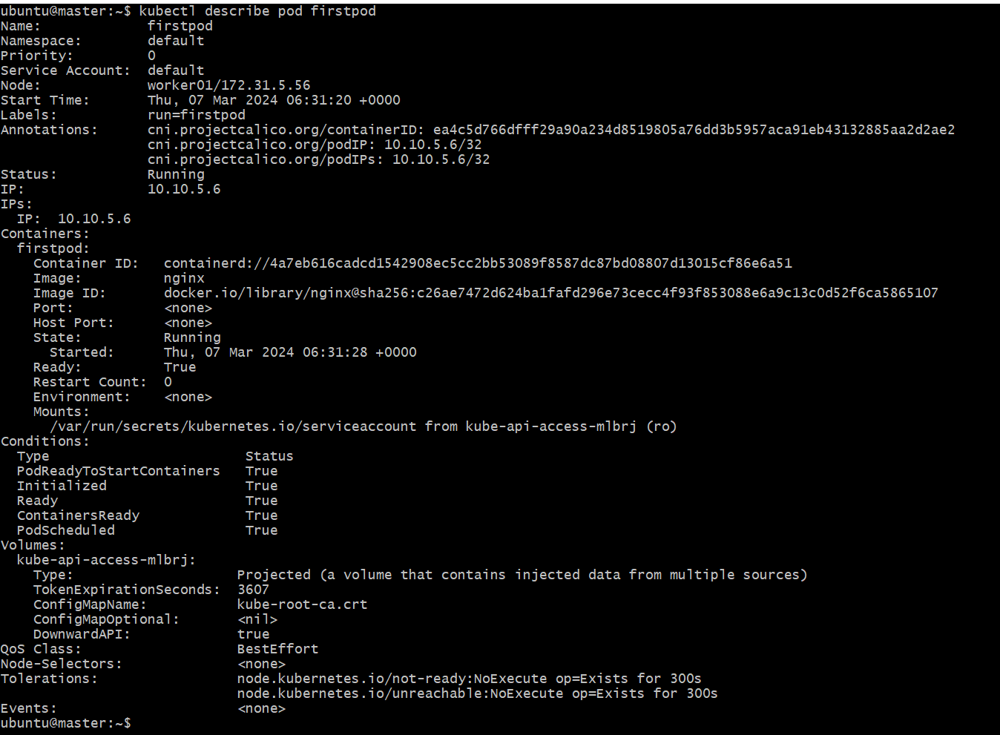 ubuntu@master:~$ kubectl describe pod firstpod
Name:             firstpod
Namespace:        default
Priority:         0
Service Account:  default
Node:             worker01/172.31.5.56
Start Time:       Thu, 07 Mar 2024 06:31:20 +0000
Labels:           run=firstpod
Annotations:      cni.projectcalico.org/containerID: ea4c5d766dfff29a90a234d8519805a76dd3b5957aca91eb43132885aa2d2ae2
                  cni.projectcalico.org/podIP: 10.10.5.6/32
                  cni.projectcalico.org/podIPs: 10.10.5.6/32
Status:           Running
IP:               10.10.5.6
IPs:
  IP:  10.10.5.6
Containers:
  firstpod:
    Container ID:   containerd://4a7eb616cadcd1542908ec5cc2bb53089f8587dc87bd08807d13015cf86e6a51
    Image:          nginx
    Image ID:       docker.io/library/nginx@sha256:c26ae7472d624ba1fafd296e73cecc4f93f853088e6a9c13c0d52f6ca5865107
    Port:           <none>
    Host Port:      <none>
    State:          Running
      Started:      Thu, 07 Mar 2024 06:31:28 +0000
    Ready:          True
    Restart Count:  0
    Environment:    <none>
    Mounts:
      /var/run/secrets/kubernetes.io/serviceaccount from kube-api-access-mlbrj (ro)
Conditions:
  Type                        Status
  PodReadyToStartContainers   True
  Initialized                 True
  Ready                       True
  ContainersReady             True
  PodScheduled                True
Volumes:
  kube-api-access-mlbrj:
    Type:                    Projected (a volume that contains injected data from multiple sources)
    TokenExpirationSeconds:  3607
    ConfigMapName:           kube-root-ca.crt
    ConfigMapOptional:       <nil>
    DownwardAPI:             true
QoS Class:                   BestEffort
Node-Selectors:              <none>
Tolerations:                 node.kubernetes.io/not-ready:NoExecute op=Exists for 300s
                             node.kubernetes.io/unreachable:NoExecute op=Exists for 300s
Events:                      <none>
ubuntu@master:~$